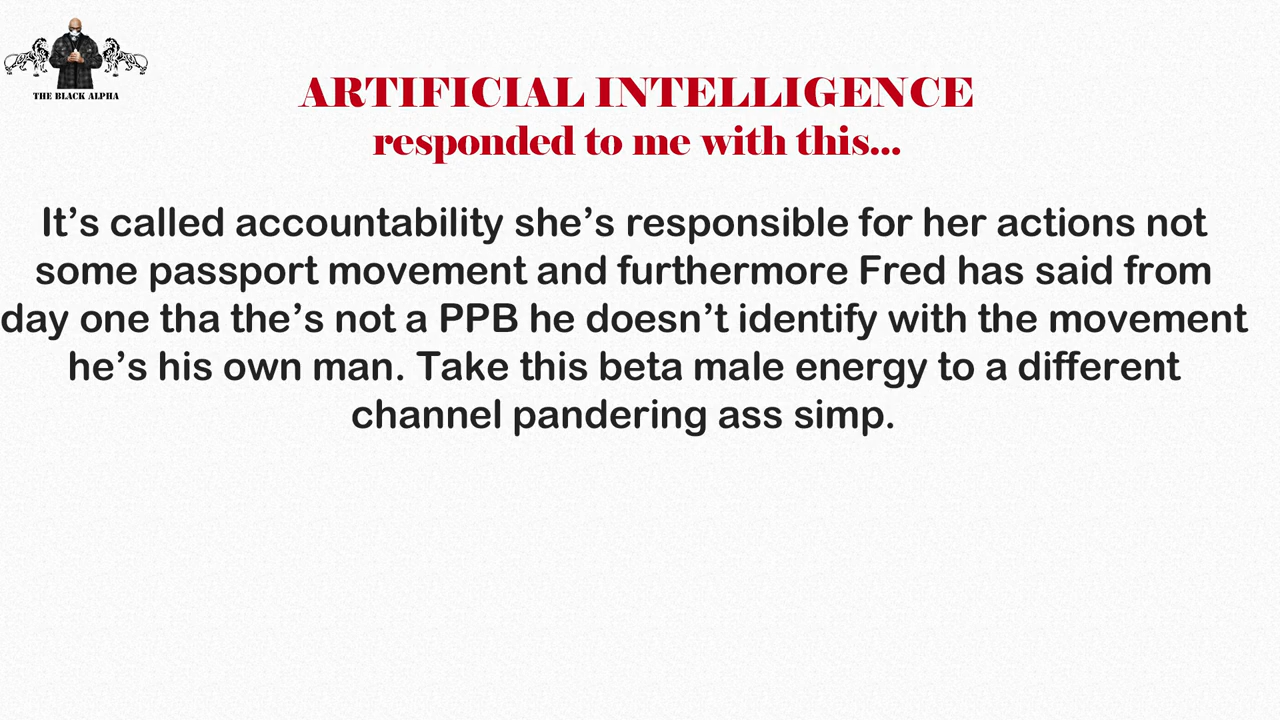 THE BLACK ALPHA
ARTIFICIAL INTELLIGENCE
responded to me with this...
It’s called accountability she’s responsible for her actions not
some passport movement and furthermore Fred has said from
day one tha the’s not a PPB he doesn’t identify with the movement
he’s his own man. Take this beta male energy to a different
channel pandering ass simp.